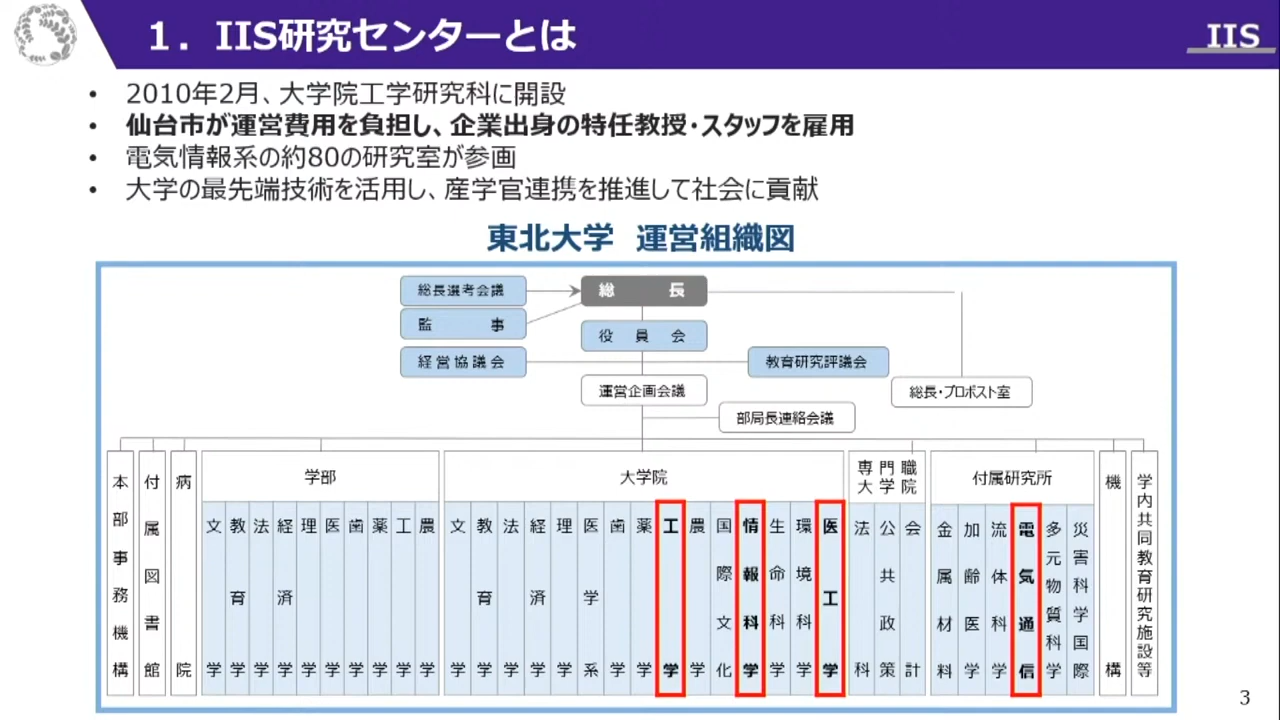 1．IIS研究センターとは
IIS
• 2010年2月、大学院工学研究科に開設
• 仙台市が運営費用を負担し、企業出身の特任教授・スタッフを雇用
• 電気情報系の約80の研究室が参画
• 大学の最先端技術を活用し、産学官連携を推進して社会に貢献
東北大学　運営組織図
総長選考会議
総長
監事
役員会
経営協議会
教育研究評議会
運営企画会議
総長・プロボスト室
部局長連絡会議
本部事務機構
付属図書館
病院
学部
文学
教育学
法学
経済学
理学
医学
歯学
薬学
工学
農学
大学院
文学
教育学
法学
経済学
理学
医学系
歯学
薬学
工学
農学
国際文化
情報科学
生命科学
環境科学
医工学
専門職
大学院
法科
公共政策
会計
付属研究所
金属材料
加齢医学
流体科学
電気通信
多元物質科学
災害科学国際
機構
学内共同教育研究施設等
3